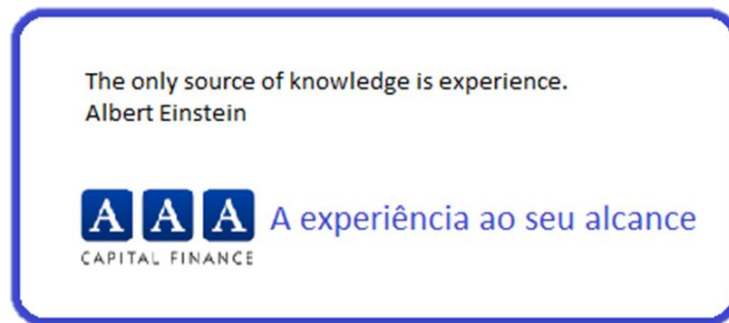 The only source of knowledge is experience.
Albert Einstein
A A A A experiência ao seu alcance
CAPITAL FINANCE